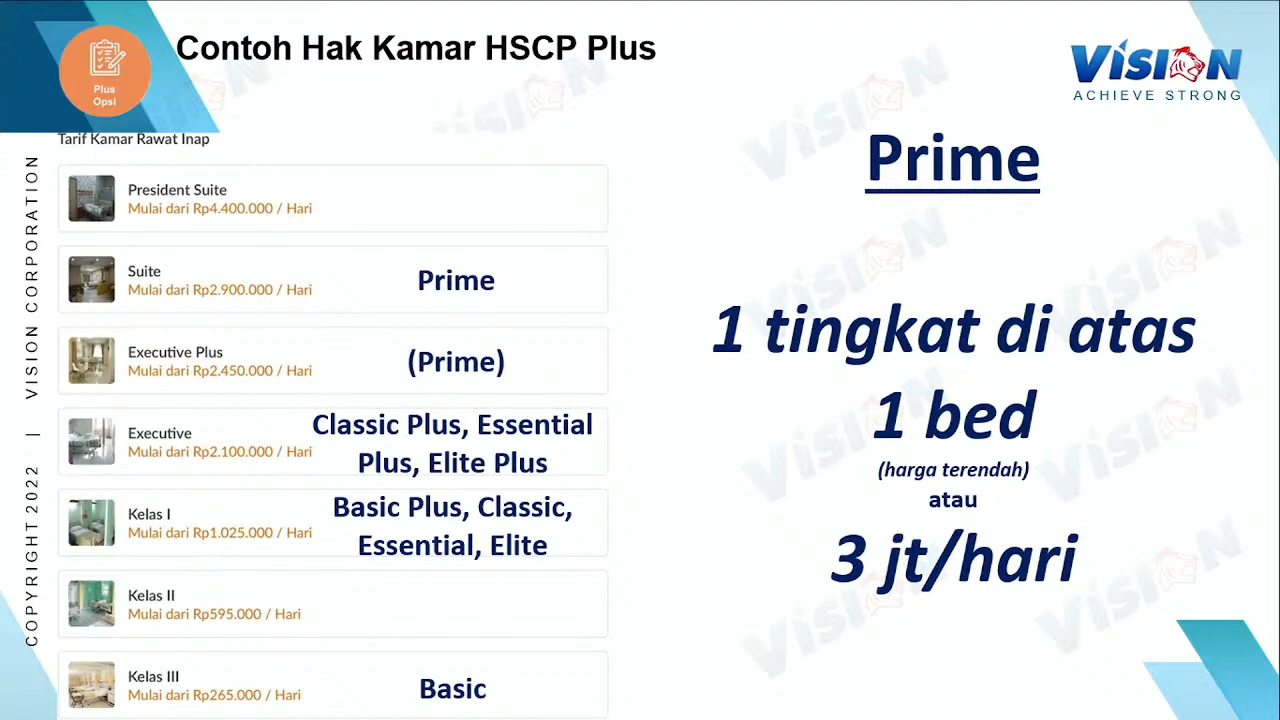 Plus
Opsi
Contoh Hak Kamar HSCP Plus
VISION
ACHIEVE STRONG
COPYRIGHT 2022 | VISION CORPORATION
Tarif Kamar Rawat Inap
President Suite
Mulai dari Rp4.400.000 / Hari
Suite
Mulai dari Rp2.900.000 / Hari
Prime
Executive Plus
Mulai dari Rp2.450.000 / Hari
(Prime)
Executive
Mulai dari Rp2.100.000 / Hari
Classic Plus, Essential
Plus, Elite Plus
Kelas I
Mulai dari Rp1.025.000 / Hari
Basic Plus, Classic,
Essential, Elite
Kelas II
Mulai dari Rp595.000 / Hari
Kelas III
Mulai dari Rp265.000 / Hari
Basic
Prime
1 tingkat di atas
1 bed
(harga terendah)
atau
3 jt/hari